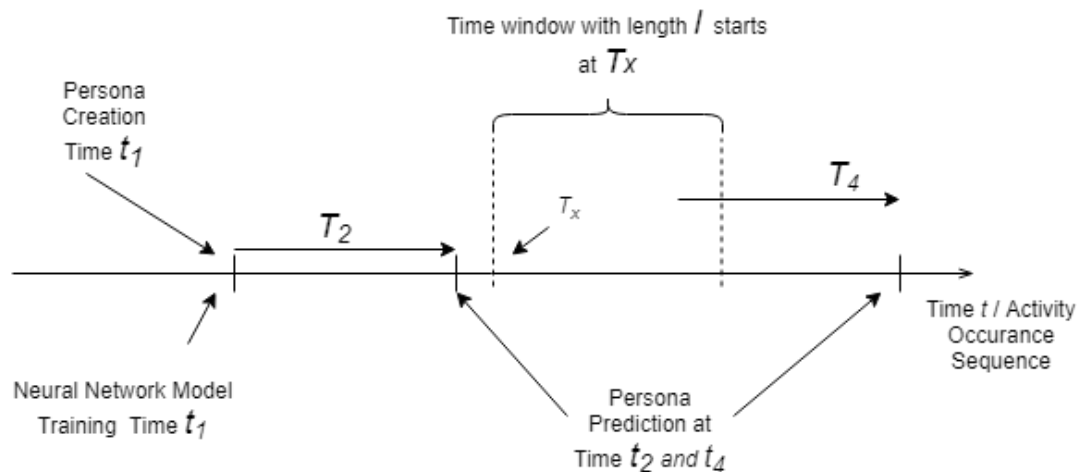 Time window with length l starts
at Tx
Persona
Creation
Time t₁
T₂
Tₓ
T₄
Time t / Activity
Occurance
Sequence
Neural Network Model
Training Time t₁
Persona
Prediction at
Time t₂ and t₄